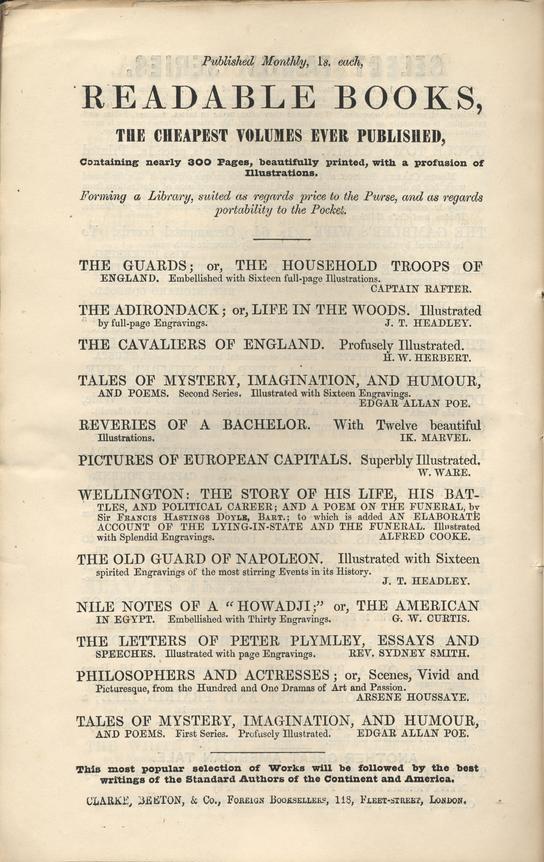 Published Monthly, 1s. each,
READABLE BOOKS,
THE CHEAPEST VOLUMES EVER PUBLISHED,
Containing nearly 300 Pages, beautifully printed, with a profusion of
Illustrations.
Forming a Library, suited as regards price to the Purse, and as regards
portability to the Pocket.
THE GUARDS; or, THE HOUSEHOLD TROOPS OF
ENGLAND. Embellished with Sixteen full-page Illustrations.
CAPTAIN RAFTER.
THE ADIRONDACK; or, LIFE IN THE WOODS. Illustrated
by full-page Engravings. J. T. HEADLEY.
THE CAVALIERS OF ENGLAND. Profusely Illustrated.
H. W. HERBERT.
TALES OF MYSTERY, IMAGINATION, AND HUMOUR,
AND POEMS. Second Series. Illustrated with Sixteen Engravings.
EDGAR ALLAN POE.
REVERIES OF A BACHELOR. With Twelve beautiful
Illustrations. IK. MARVEL.
PICTURES OF EUROPEAN CAPITALS. Superbly Illustrated.
W. WARE.
WELLINGTON: THE STORY OF HIS LIFE, HIS BAT-
TLES, AND POLITICAL CAREER; AND A POEM ON THE FUNERAL, by
Sir FRANCIS HASTINGS DOYLE, BART.; to which is added AN ELABORATE
ACCOUNT OF THE LYING-IN-STATE AND THE FUNERAL. Illustrated
with Splendid Engravings. ALFRED COOKE.
THE OLD GUARD OF NAPOLEON. Illustrated with Sixteen
spirited Engravings of the most stirring Events in its History.
J. T. HEADLEY.
NILE NOTES OF A "HOWADJI;" or, THE AMERICAN
IN EGYPT. Embellished with Thirty Engravings. G. W. CURTIS.
THE LETTERS OF PETER PLYMLEY, ESSAYS AND
SPEECHES. Illustrated with page Engravings. REV. SYDNEY SMITH.
PHILOSOPHERS AND ACTRESSES; or, Scenes, Vivid and
Picturesque, from the Hundred and One Dramas of Art and Passion.
ARSENE HOUSSAYE.
TALES OF MYSTERY, IMAGINATION, AND HUMOUR,
AND POEMS. First Series. Profusely Illustrated. EDGAR ALLAN POE.
This most popular selection of Works will be followed by the best
writings of the Standard Authors of the Continent and America.
CLARKE, BEETON, & Co., FOREIGN BOOKSELLERS, 148, FLEET-STREET, LONDON.